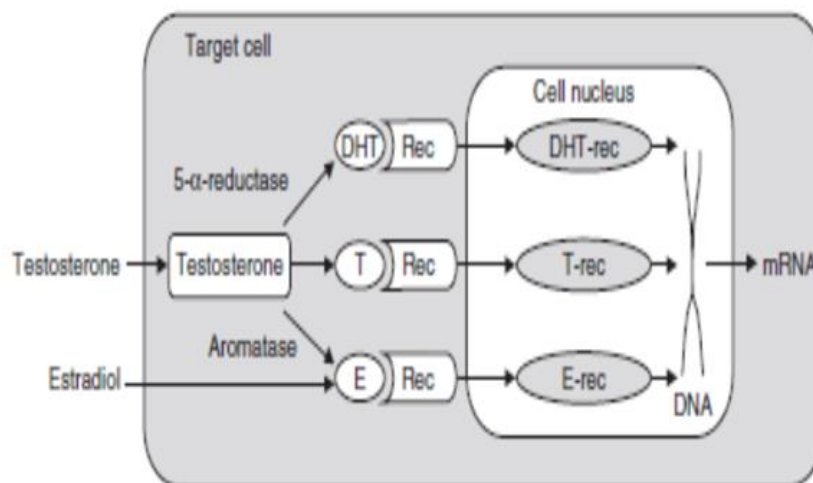 Target cell
Cell nucleus
DHT Rec
DHT-rec
5-α-reductase
Testosterone
Testosterone
T Rec
T-rec
mRNA
Aromatase
Estradiol
E Rec
E-rec
DNA